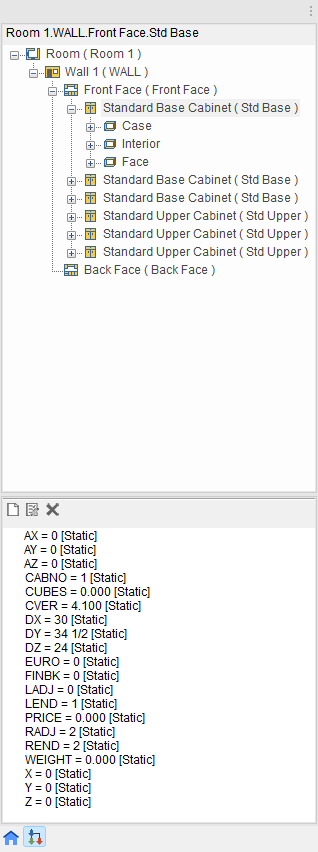 Room 1.WALL.Front Face.Std Base
Room ( Room 1 )
Wall 1 ( WALL )
Front Face ( Front Face )
Standard Base Cabinet ( Std Base )
Case
Interior
Face
Standard Base Cabinet ( Std Base )
Standard Base Cabinet ( Std Base )
Standard Upper Cabinet ( Std Upper )
Standard Upper Cabinet ( Std Upper )
Standard Upper Cabinet ( Std Upper )
Back Face ( Back Face )
AX = 0 [Static]
AY = 0 [Static]
AZ = 0 [Static]
CABNO = 1 [Static]
CUBES = 0.000 [Static]
CVER = 4.100 [Static]
DX = 30 [Static]
DY = 34 1/2 [Static]
DZ = 24 [Static]
EURO = 0 [Static]
FINBK = 0 [Static]
LADJ = 0 [Static]
LEND = 1 [Static]
PRICE = 0.000 [Static]
RADJ = 2 [Static]
REND = 2 [Static]
WEIGHT = 0.000 [Static]
X = 0 [Static]
Y = 0 [Static]
Z = 0 [Static]